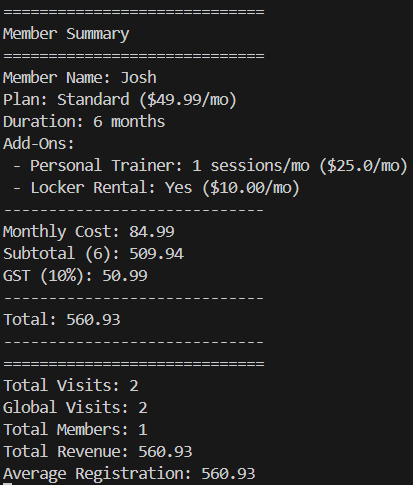 =============================
Member Summary
=============================
Member Name: Josh
Plan: Standard ($49.99/mo)
Duration: 6 months
Add-Ons:
 - Personal Trainer: 1 sessions/mo ($25.0/mo)
 - Locker Rental: Yes ($10.00/mo)
-----------------------------
Monthly Cost: 84.99
Subtotal (6): 509.94
GST (10%): 50.99
-----------------------------
Total: 560.93
-----------------------------
=============================
Total Visits: 2
Global Visits: 2
Total Members: 1
Total Revenue: 560.93
Average Registration: 560.93